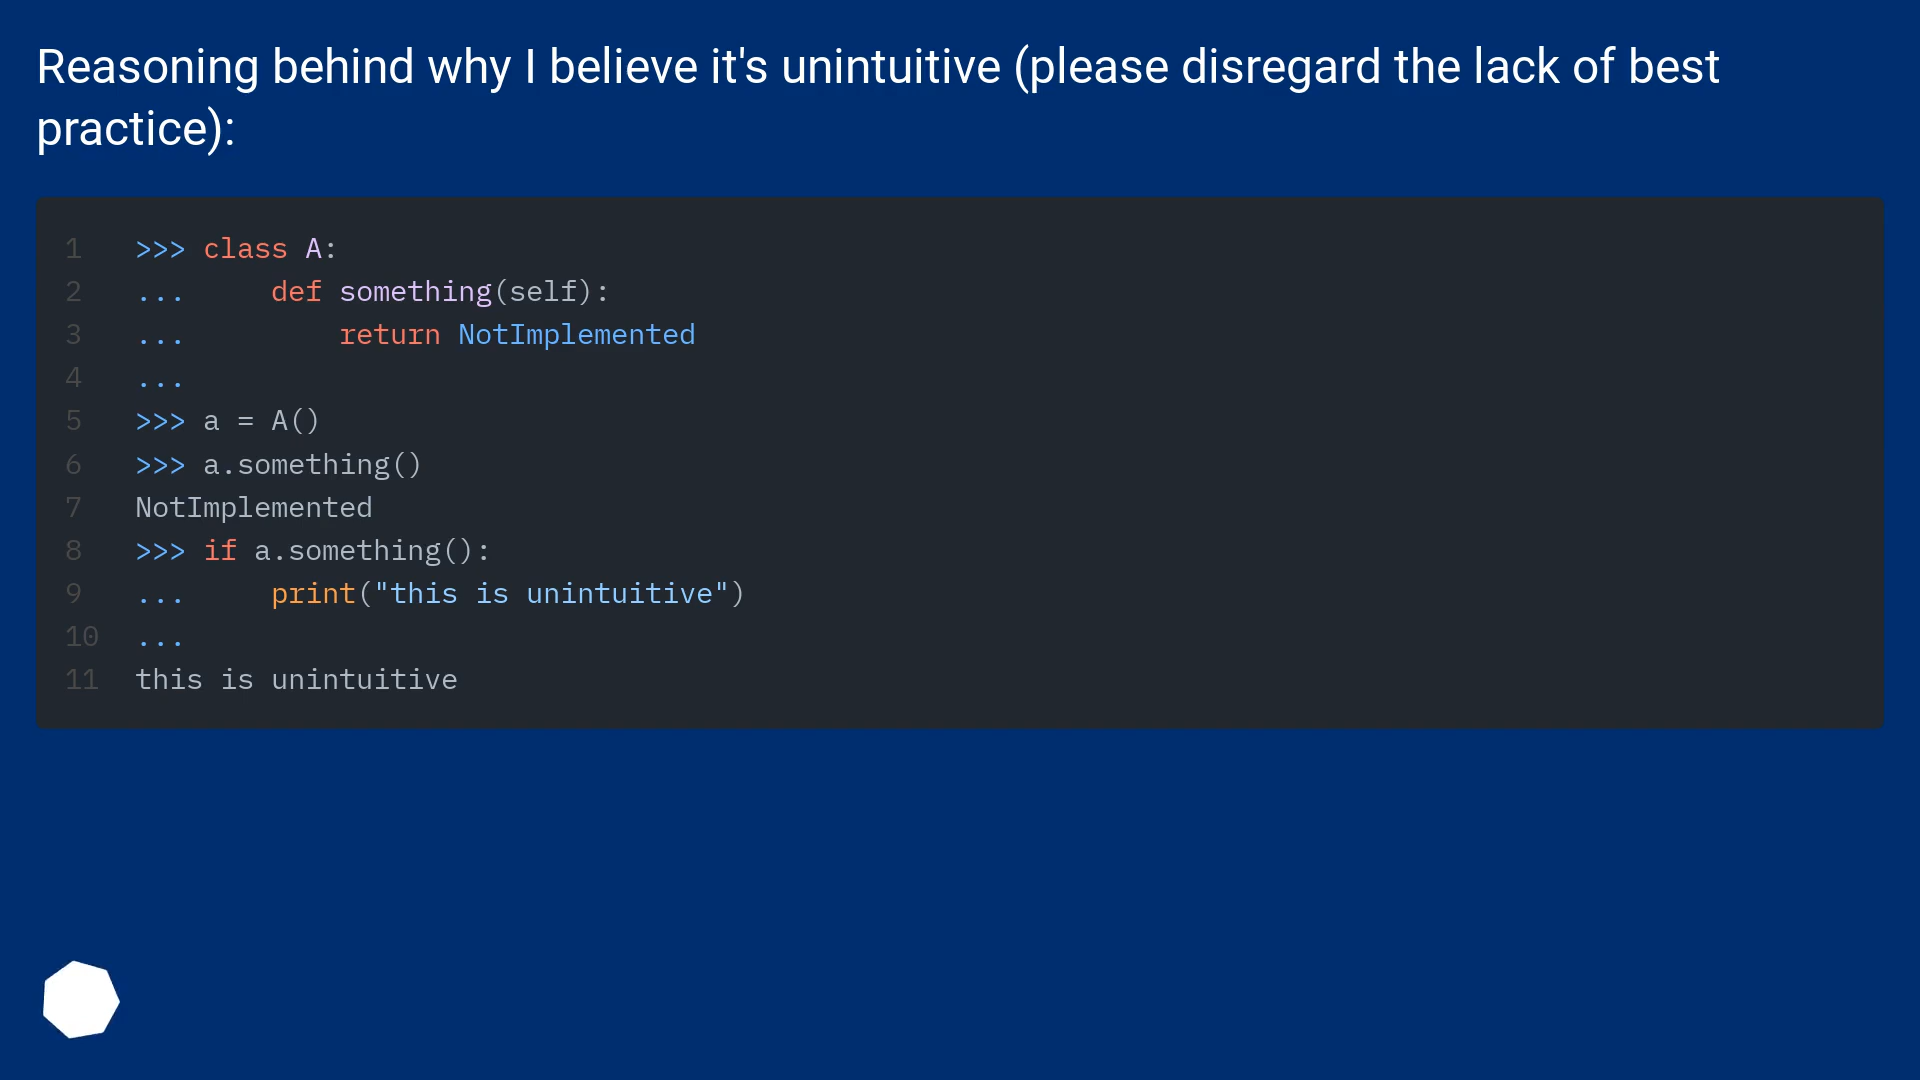 Reasoning behind why I believe it's unintuitive (please disregard the lack of best
practice):
1 >>> class A:
2 ...     def something(self):
3 ...         return NotImplemented
4 ...
5 >>> a = A()
6 >>> a.something()
7 NotImplemented
8 >>> if a.something():
9 ...     print("this is unintuitive")
10 ...
11 this is unintuitive